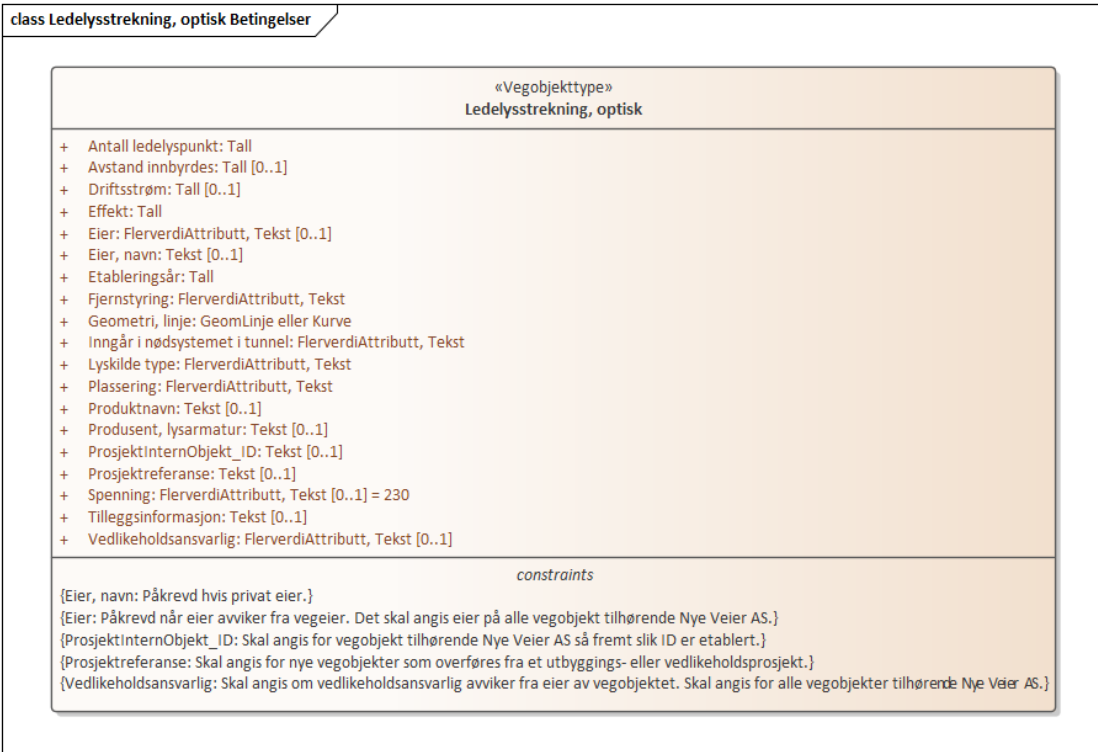 class Ledelysstrekning, optisk Betingelser
«Vegobjekttype»
Ledelysstrekning, optisk
+ Antall ledelyspunkt: Tall
+ Avstand innbyrdes: Tall [0..1]
+ Driftsstrøm: Tall [0..1]
+ Effekt: Tall
+ Eier: FlerverdiAttributt, Tekst [0..1]
+ Eier, navn: Tekst [0..1]
+ Etableringsår: Tall
+ Fjernstyring: FlerverdiAttributt, Tekst
+ Geometri, linje: GeomLinje eller Kurve
+ Inngår i nødsystemet i tunnel: FlerverdiAttributt, Tekst
+ Lyskilde type: FlerverdiAttributt, Tekst
+ Plassering: FlerverdiAttributt, Tekst
+ Produktnavn: Tekst [0..1]
+ Produsent, lysarmatur: Tekst [0..1]
+ ProsjektInternObjekt_ID: Tekst [0..1]
+ Prosjektreferanse: Tekst [0..1]
+ Spenning: FlerverdiAttributt, Tekst [0..1] = 230
+ Tilleggsinformasjon: Tekst [0..1]
+ Vedlikeholdsansvarlig: FlerverdiAttributt, Tekst [0..1]
constraints
{Eier, navn: Påkrevd hvis privat eier.}
{Eier: Påkrevd når eier avviker fra vegeier. Det skal angis eier på alle vegobjekt tilhørende Nye Veier AS.}
{ProsjektInternObjekt_ID: Skal angis for vegobjekt tilhørende Nye Veier AS så fremt slik ID er etablert.}
{Prosjektreferanse: Skal angis for nye vegobjekter som overføres fra et utbyggings- eller vedlikeholdsprosjekt.}
{Vedlikeholdsansvarlig: Skal angis om vedlikeholdsansvarlig avviker fra eier av vegobjektet. Skal angis for alle vegobjekter tilhørende Nye Veier AS.}